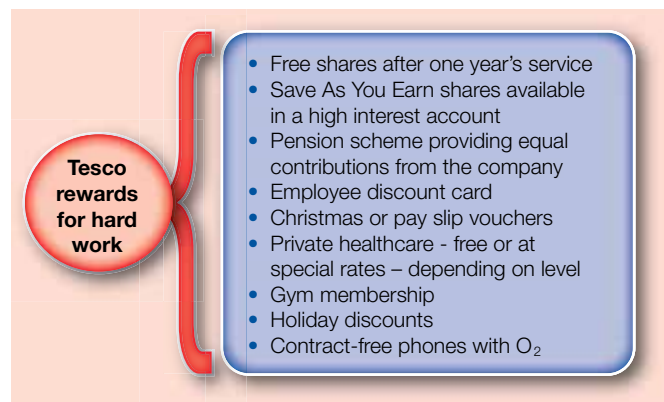 Tesco
rewards
for hard
work
• Free shares after one year's service
• Save As You Earn shares available
in a high interest account
• Pension scheme providing equal
contributions from the company
• Employee discount card
• Christmas or pay slip vouchers
• Private healthcare - free or at
special rates – depending on level
• Gym membership
• Holiday discounts
• Contract-free phones with O₂